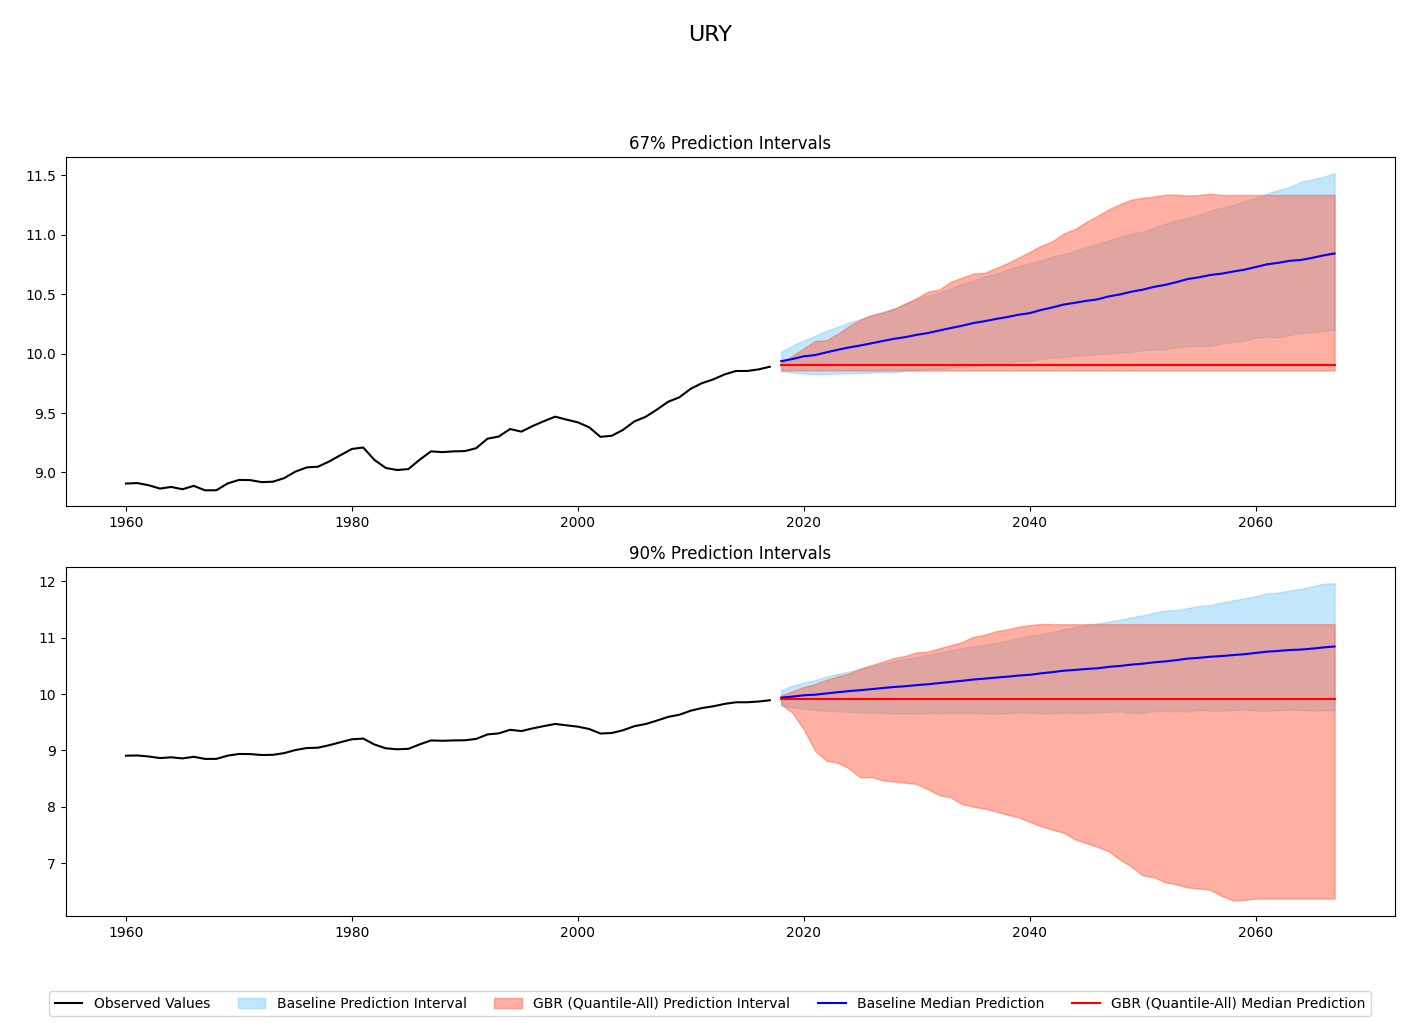 URY
67% Prediction Intervals
11.5
11.0
10.5
10.0
9.5
9.0
1960 1980 2000 2020 2040 2060
90% Prediction Intervals
12
11
10
9
8
7
1960 1980 2000 2020 2040 2060
Observed Values Baseline Prediction Interval GBR (Quantile-All) Prediction Interval Baseline Median Prediction GBR (Quantile-All) Median Prediction